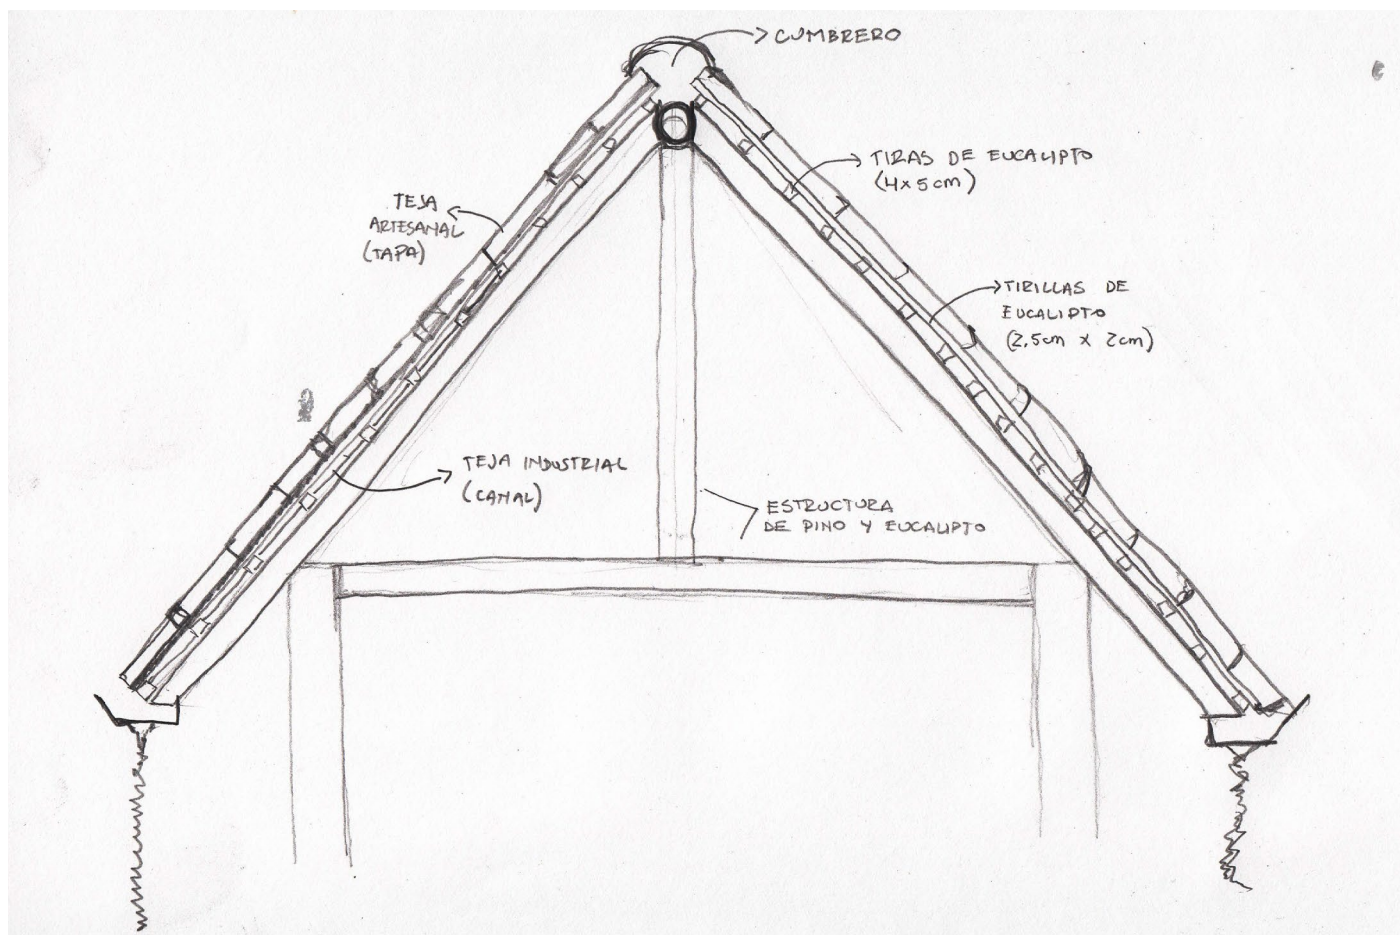 CUMBRERO
TIRAS DE EUCALIPTO
(4x5cm)
TEJA
ARTESANAL
(TAPA)
TIRILLAS DE
EUCALIPTO
(2,5cm x 2cm)
TEJA INDUSTRIAL
(CANAL)
ESTRUCTURA
DE PINO Y EUCALIPTO